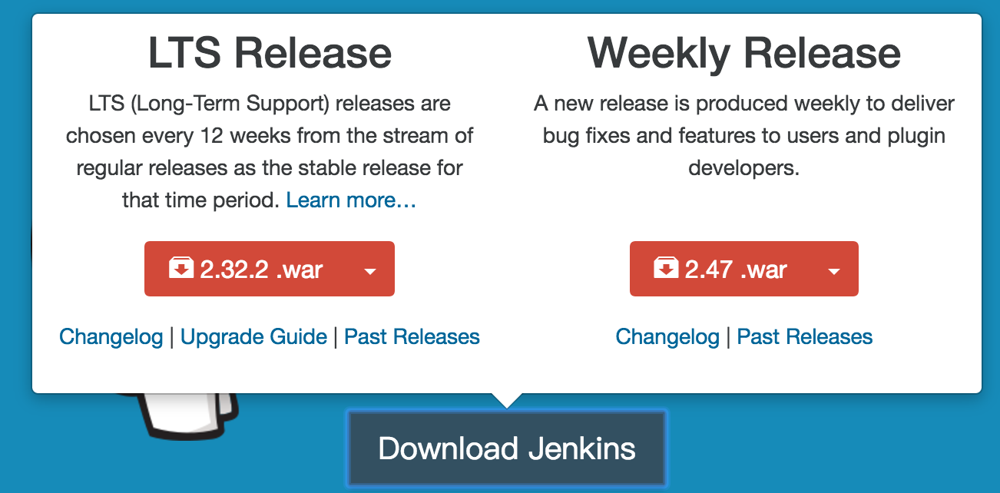 LTS Release
LTS (Long-Term Support) releases are
chosen every 12 weeks from the stream of
regular releases as the stable release for
that time period. Learn more…
2.32.2 .war
Changelog | Upgrade Guide | Past Releases
Weekly Release
A new release is produced weekly to deliver
bug fixes and features to users and plugin
developers.
2.47 .war
Changelog | Past Releases
Download Jenkins